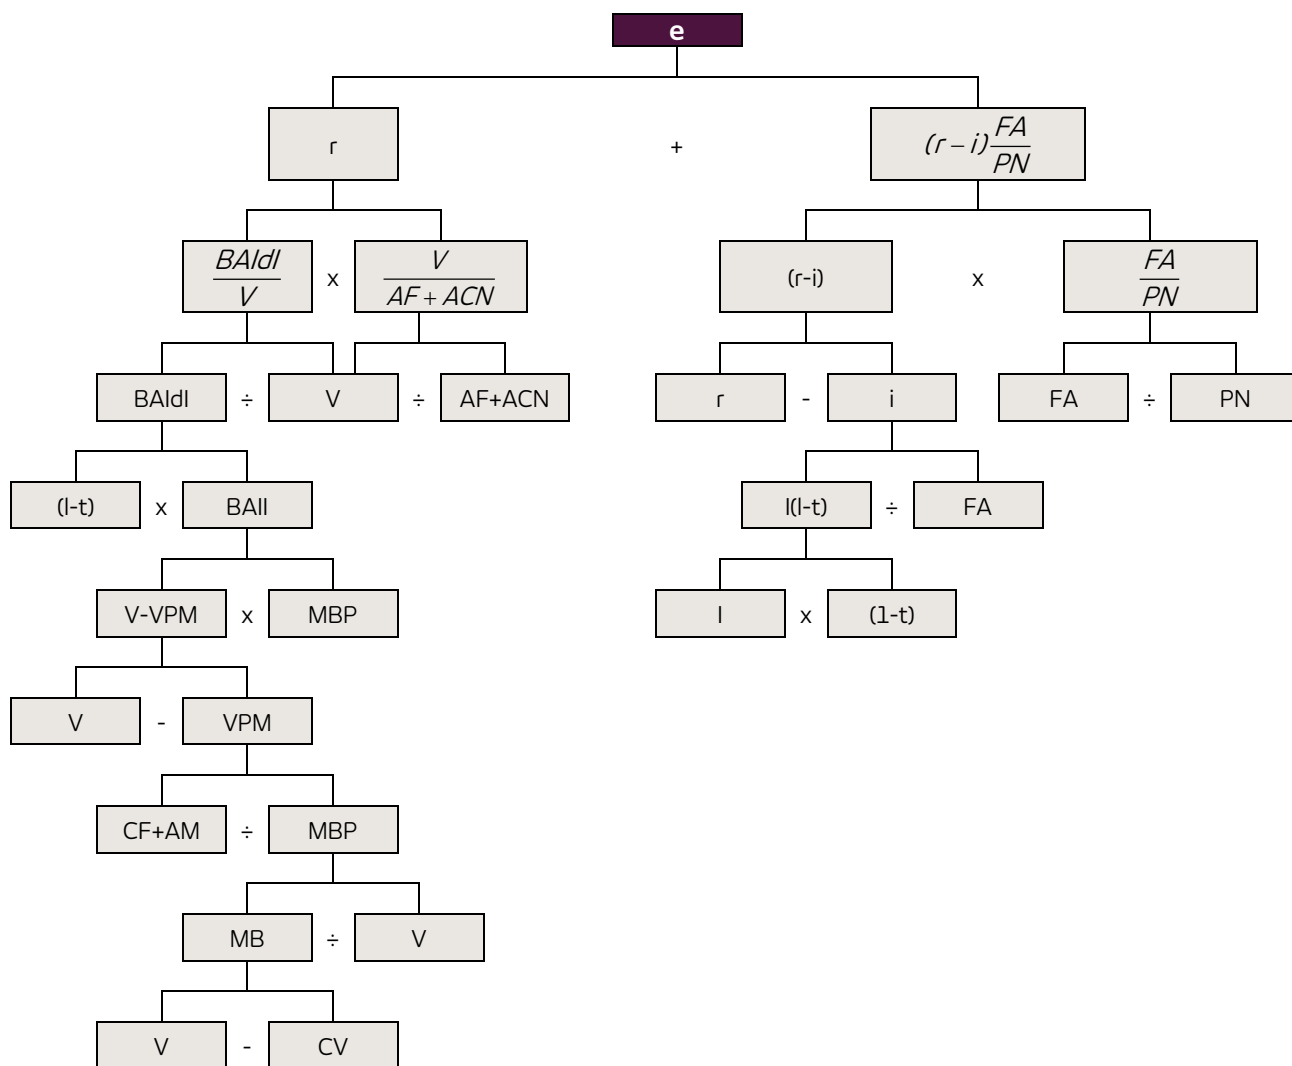 e
r + (r – i) FA/PN
BAIdI/V x V/AF + ACN (r-i) x FA/PN
BAIdI ÷ V ÷ AF+ACN r - i FA ÷ PN
(l-t) x BAII I(l-t) ÷ FA
V-VPM x MBP I x (1-t)
V - VPM
CF+AM ÷ MBP
MB ÷ V
V - CV